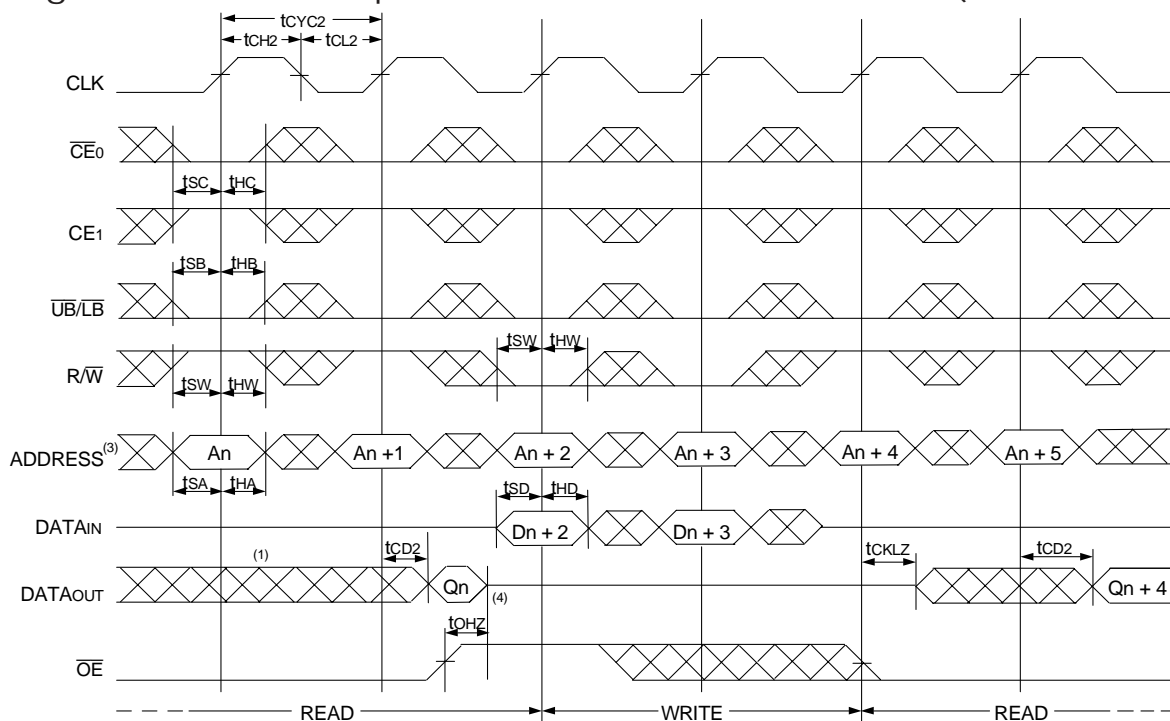 tCYC2
tCH2 tCL2
CLK
CE0
tSC tHC
CE1
tSB tHB
UB/LB
tSW tHW
R/W
tSW tHW
ADDRESS(3) An An + 1 An + 2 An + 3 An + 4 An + 5
tSA tHA tSD tHD
DATAIN Dn + 2 Dn + 3
tCD2 tCKLZ tCD2
(1)
DATAOUT Qn (4) Qn + 4
tOHZ
OE
READ WRITE READ